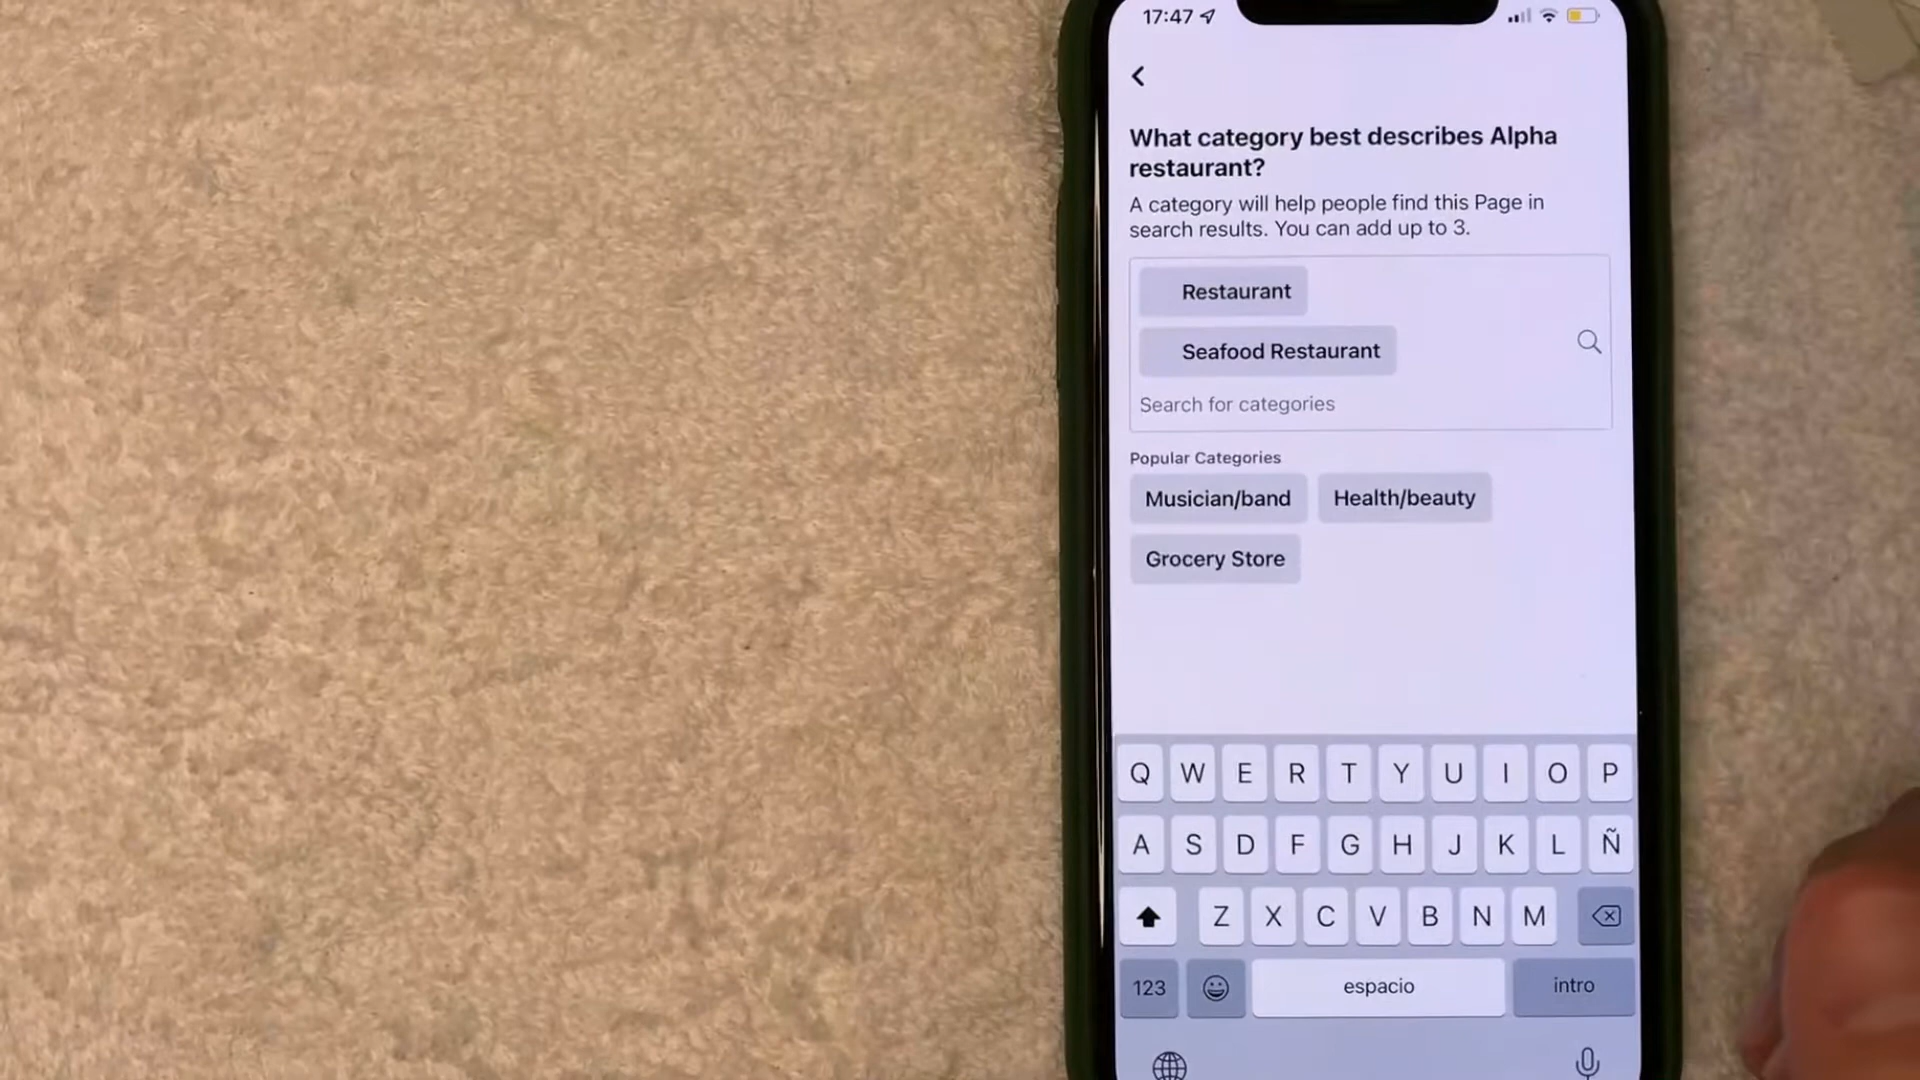 17:47
What category best describes Alpha
restaurant?
A category will help people find this Page in
search results. You can add up to 3.
Restaurant
Seafood Restaurant
Search for categories
Popular Categories
Musician/band Health/beauty
Grocery Store
Q W E R T Y U I O P
A S D F G H J K L Ñ
Z X C V B N M
123 espacio intro